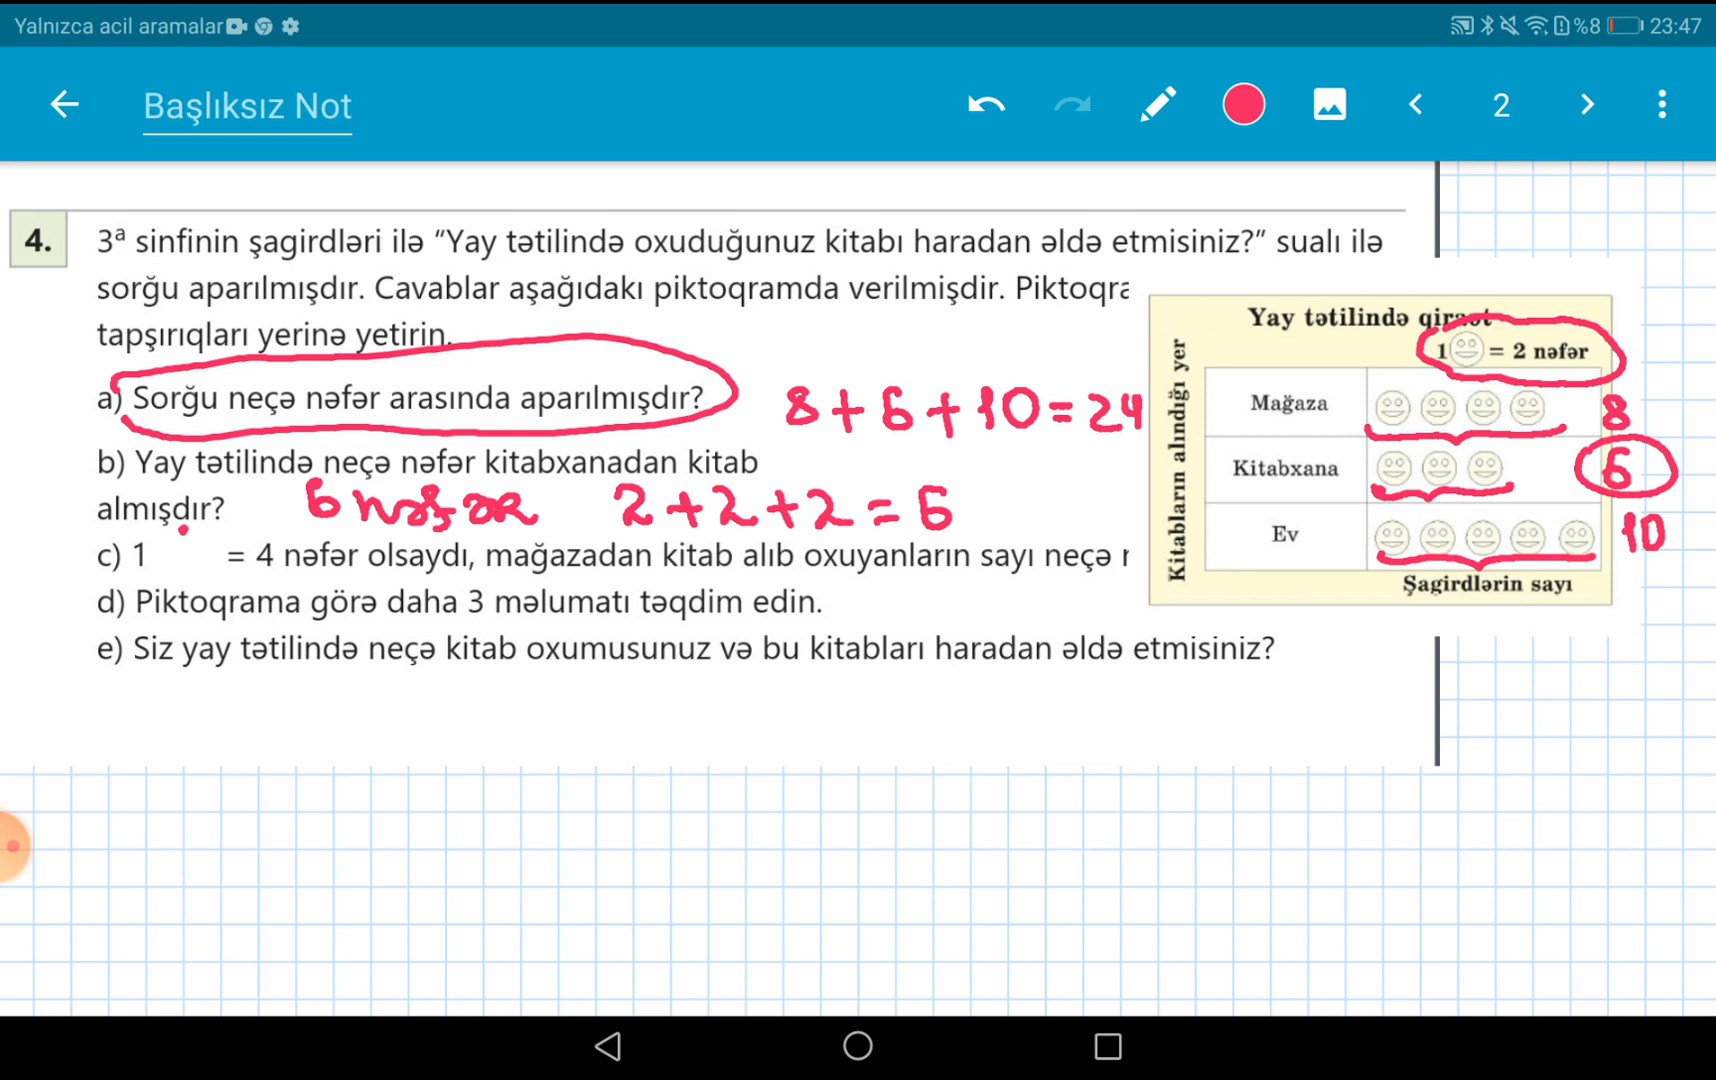 Yalnızca acil aramalar
%8 23:47
Başlıksız Not
2
4. 3ª sinfinin şagirdləri ilə “Yay tətilində oxuduğunuz kitabı haradan əldə etmisiniz?” sualı ilə
sorğu aparılmışdır. Cavablar aşağıdakı piktoqramda verilmişdir. Piktoqra
tapşırıqları yerinə yetirin.
a) Sorğu neçə nəfər arasında aparılmışdır? 8+6+10=24
b) Yay tətilində neçə nəfər kitabxanadan kitab
almışdır? 6 nəfər 2+2+2=6
c) 1 = 4 nəfər olsaydı, mağazadan kitab alıb oxuyanların sayı neçə
d) Piktoqrama görə daha 3 məlumatı təqdim edin.
e) Siz yay tətilində neçə kitab oxumusunuz və bu kitabları haradan əldə etmisiniz?
Yay tətilində qiraət
1 = 2 nəfər
Kitabların alındığı yer
Mağaza 8
Kitabxana 6
Ev 10
Şagirdlərin sayı